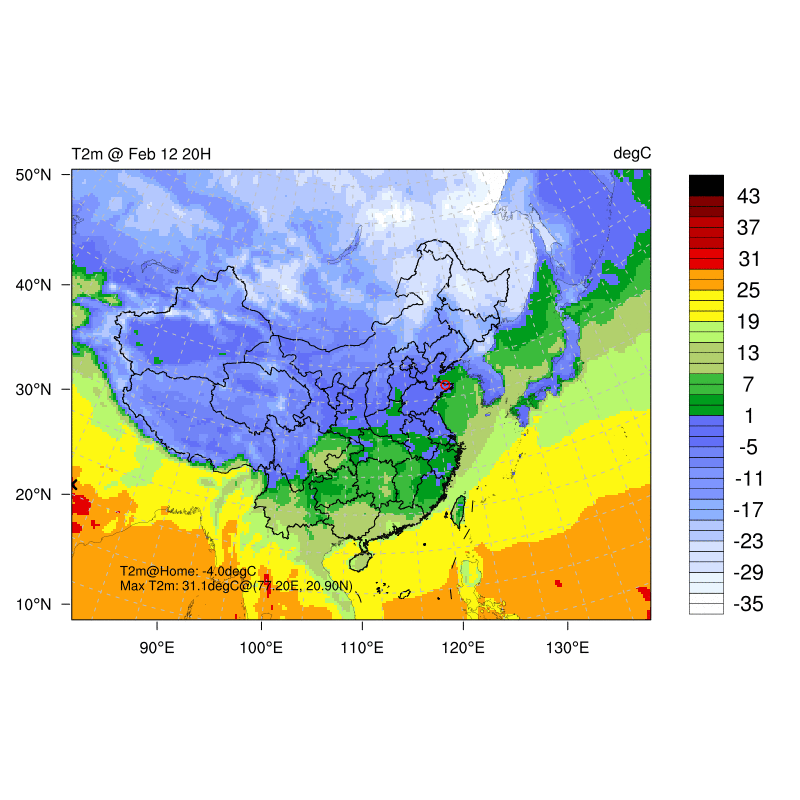 T2m @ Feb 12 20H degC
50°N
40°N
30°N
20°N
10°N
90°E 100°E 110°E 120°E 130°E
T2m@Home: -4.0degC
Max T2m: 31.1degC@(77.20E, 20.90N)
43
37
31
25
19
13
7
1
-5
-11
-17
-23
-29
-35